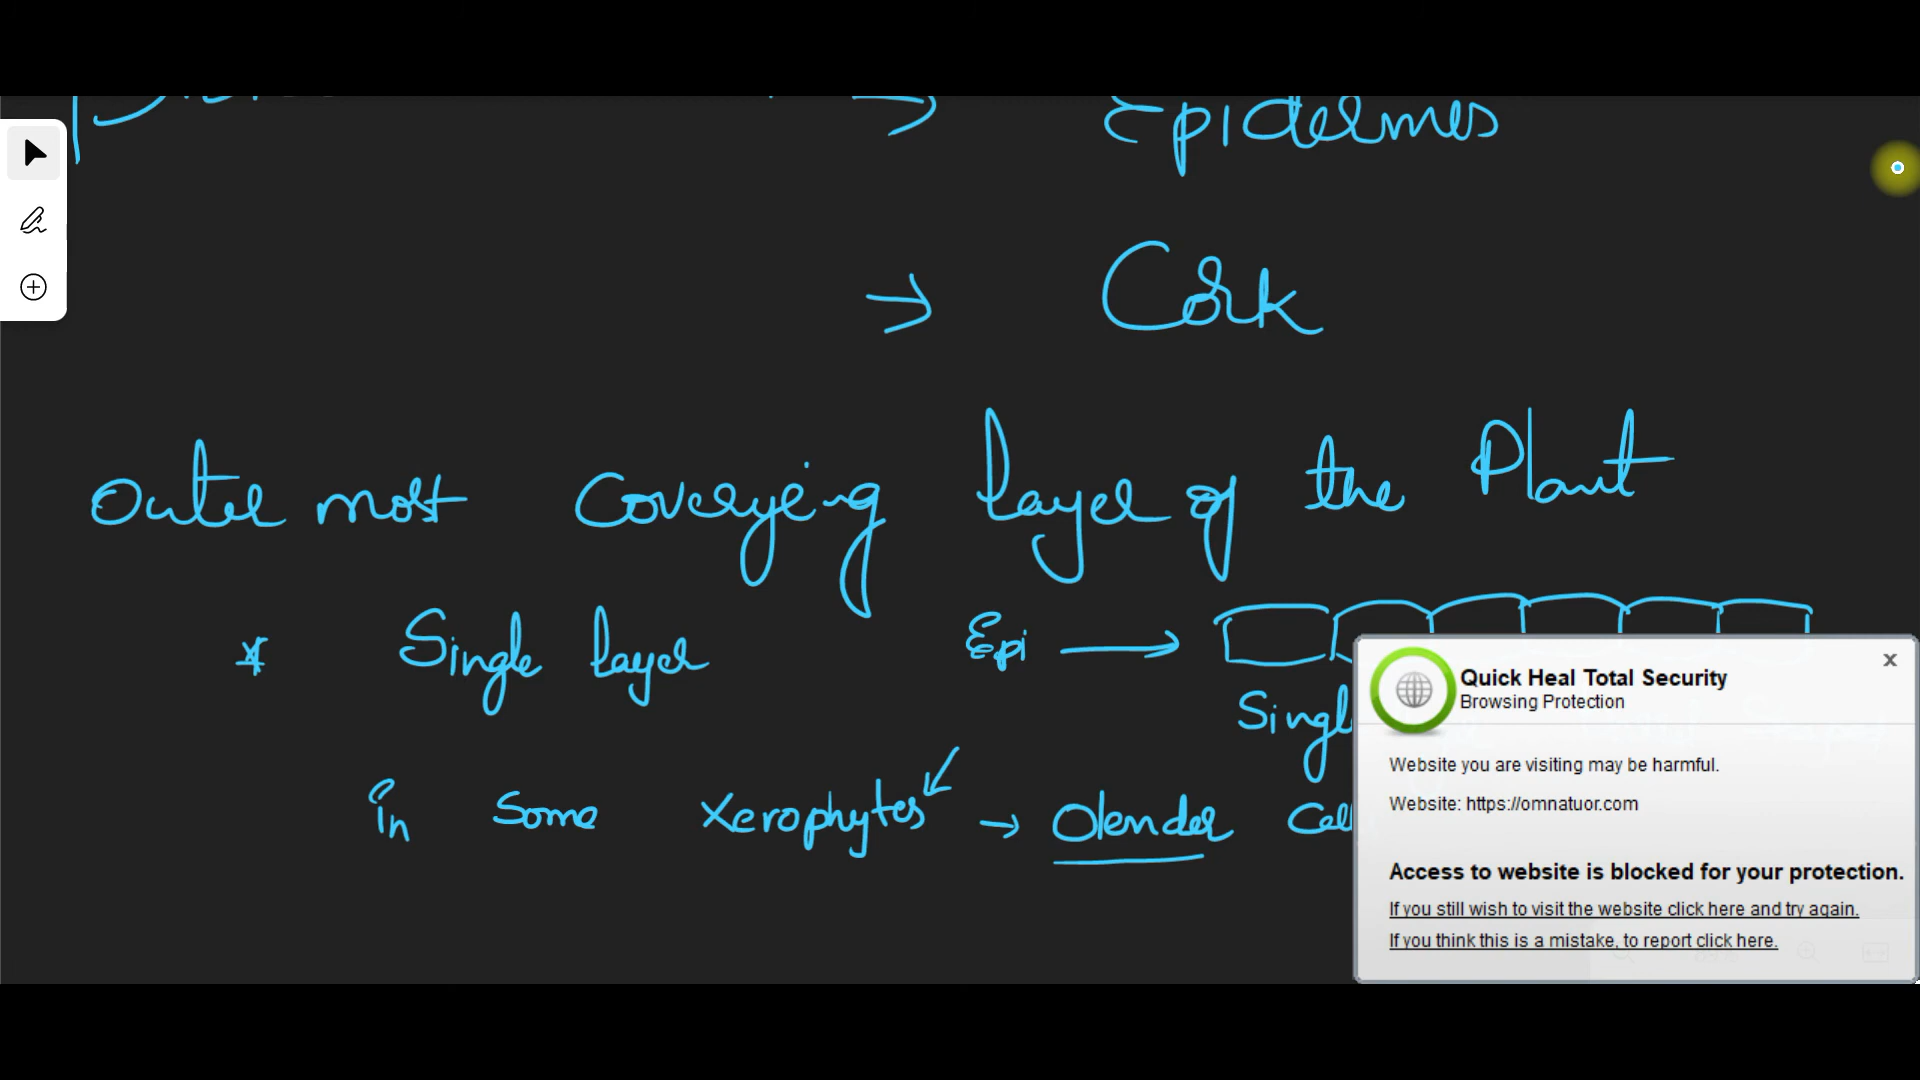 Epidermis
→ Cork
Outer most Coverying layer of the Plant
* Single layer Epi →
Singl
In Some Xerophytes → Olender Cell
Quick Heal Total Security
Browsing Protection
x
Website you are visiting may be harmful.
Website: https://omnatuor.com
Access to website is blocked for your protection.
If you still wish to visit the website click here and try again.
If you think this is a mistake, to report click here.